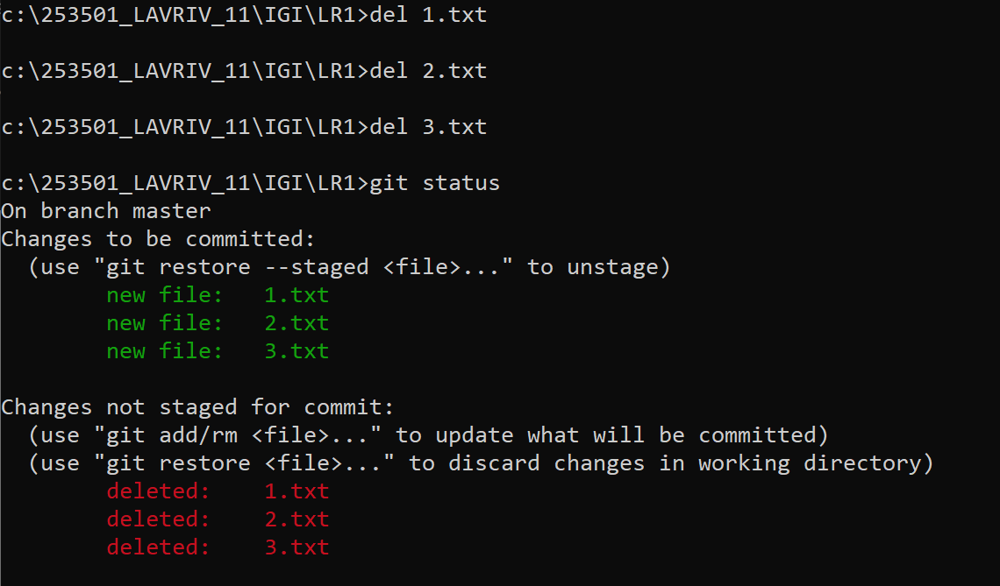 c:\253501_LAVRIV_11\IGI\LR1>del 1.txt
c:\253501_LAVRIV_11\IGI\LR1>del 2.txt
c:\253501_LAVRIV_11\IGI\LR1>del 3.txt
c:\253501_LAVRIV_11\IGI\LR1>git status
On branch master
Changes to be committed:
  (use "git restore --staged <file>..." to unstage)
        new file:   1.txt
        new file:   2.txt
        new file:   3.txt
Changes not staged for commit:
  (use "git add/rm <file>..." to update what will be committed)
  (use "git restore <file>..." to discard changes in working directory)
        deleted:    1.txt
        deleted:    2.txt
        deleted:    3.txt